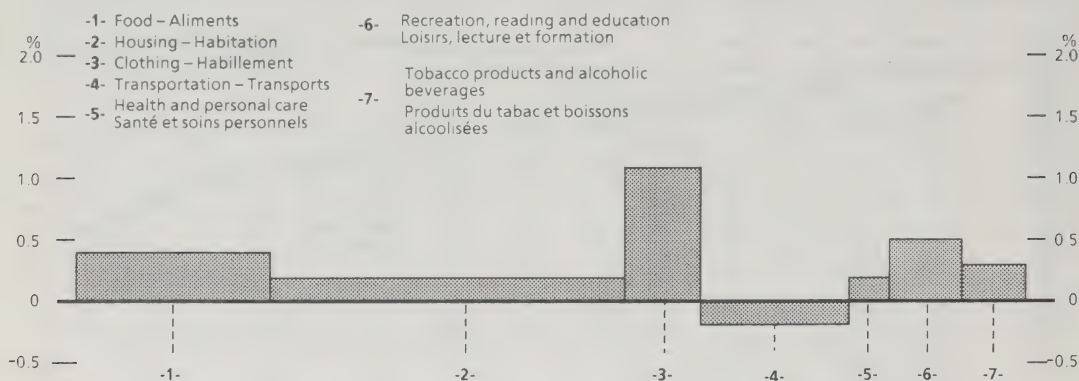 -1- Food – Aliments
-2- Housing – Habitation
-3- Clothing – Habillement
-4- Transportation – Transports
-5- Health and personal care
Santé et soins personnels
-6- Recreation, reading and education
Loisirs, lecture et formation
-7- Tobacco products and alcoholic
beverages
Produits du tabac et boissons
alcoolisées
%
2.0
1.5
1.0
0.5
0
-0.5
%
2.0
1.5
1.0
0.5
0
-0.5
-1- -2- -3- -4- -5- -6- -7-